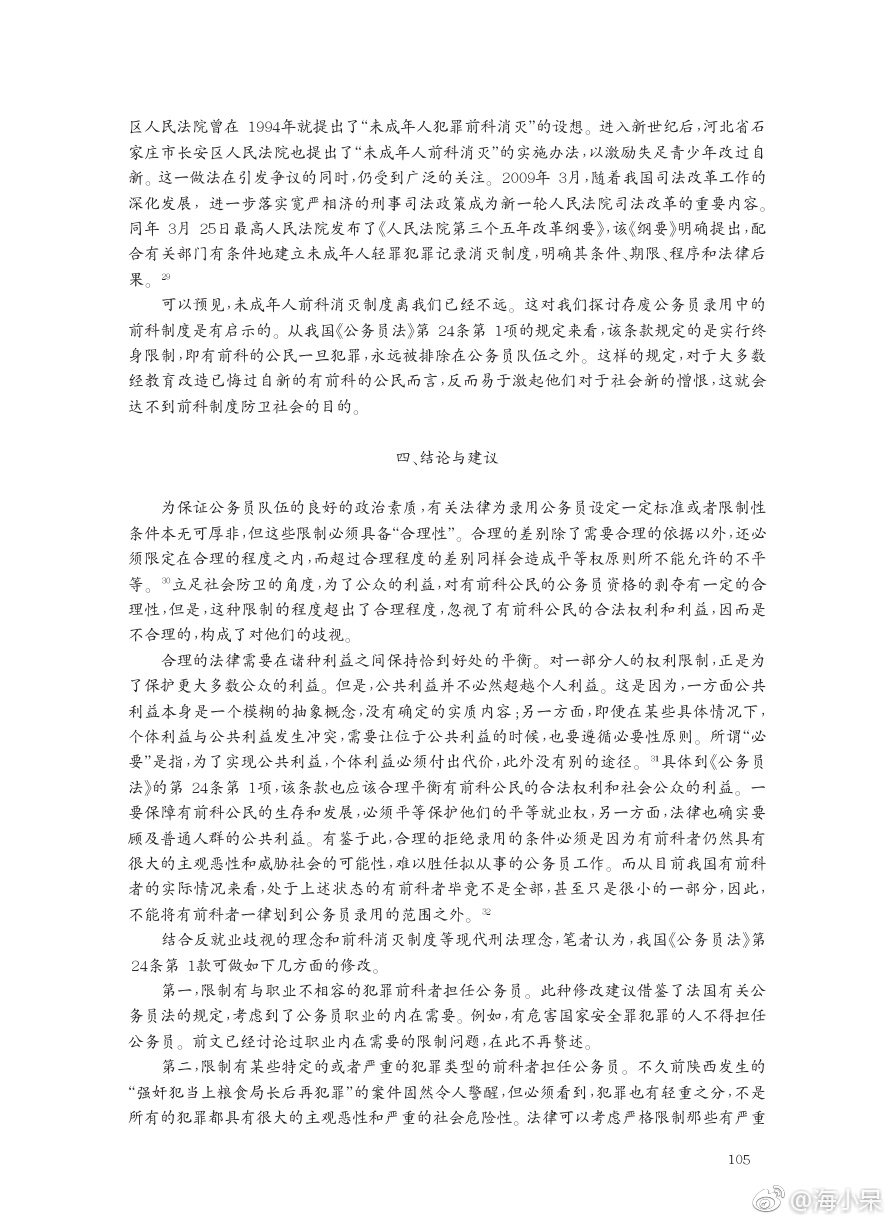 区人民法院曾在 1994年就提出了“未成年人犯罪前科消灭”的设想。进入新世纪后,河北省石
家庄市长安区人民法院也提出了“未成年人前科消灭”的实施办法,以激励失足青少年改过自
新。这一做法在引发争议的同时,仍受到广泛的关注。2009年 3月,随着我国司法改革工作的
深化发展, 进一步落实宽严相济的刑事司法政策成为新一轮人民法院司法改革的重要内容。
同年 3月 25日最高人民法院发布了《人民法院第三个五年改革纲要》,该《纲要》明确提出,配
合有关部门有条件地建立未成年人轻罪犯罪记录消灭制度,明确其条件、期限、程序和法律后
果。29
可以预见,未成年人前科消灭制度离我们已经不远。这对我们探讨存废公务员录用中的
前科制度是有启示的。从我国《公务员法》第 24条第 1项的规定来看,该条款规定的是实行终
身限制,即有前科的公民一旦犯罪,永远被排除在公务员队伍之外。这样的规定,对于大多数
经教育改造已悔过自新的有前科的公民而言,反而易于激起他们对于社会新的憎恨,这就会
达不到前科制度防卫社会的目的。
四、结论与建议
为保证公务员队伍的良好的政治素质,有关法律为录用公务员设定一定标准或者限制性
条件本无可厚非,但这些限制必须具备“合理性”。合理的差别除了需要合理的依据以外,还必
须限定在合理的程度之内,而超过合理程度的差别同样会造成平等权原则所不能允许的不平
等。30立足社会防卫的角度,为了公众的利益,对有前科公民的公务员资格的剥夺有一定的合
理性,但是,这种限制的程度超出了合理程度,忽视了有前科公民的合法权利和利益,因而是
不合理的,构成了对他们的歧视。
合理的法律需要在诸种利益之间保持恰到好处的平衡。对一部分人的权利限制,正是为
了保护更大多数公众的利益。但是,公共利益并不必然超越个人利益。这是因为,一方面公共
利益本身是一个模糊的抽象概念,没有确定的实质内容;另一方面,即便在某些具体情况下,
个体利益与公共利益发生冲突,需要让位于公共利益的时候,也要遵循必要性原则。所谓“必
要”是指,为了实现公共利益,个体利益必须付出代价,此外没有别的途径。31具体到《公务员
法》的第 24条第 1项,该条款也应该合理平衡有前科公民的合法权利和社会公众的利益。一
要保障有前科公民的生存和发展,必须平等保护他们的平等就业权,另一方面,法律也确实要
顾及普通人群的公共利益。有鉴于此,合理的拒绝录用的条件必须是因为有前科者仍然具有
很大的主观恶性和威胁社会的可能性,难以胜任拟从事的公务员工作。而从目前我国有前科
者的实际情况来看,处于上述状态的有前科者毕竟不是全部,甚至只是很小的一部分,因此,
不能将有前科者一律划到公务员录用的范围之外。32
结合反就业歧视的理念和前科消灭制度等现代刑法理念,笔者认为,我国《公务员法》第
24条第 1款可做如下几方面的修改。
第一,限制有与职业不相容的犯罪前科者担任公务员。此种修改建议借鉴了法国有关公
务员法的规定,考虑到了公务员职业的内在需要。例如,有危害国家安全罪犯罪的人不得担任
公务员。前文已经讨论过职业内在需要的限制问题,在此不再赘述。
第二,限制有某些特定的或者严重的犯罪类型的前科者担任公务员。不久前陕西发生的
“强奸犯当上粮食局长后再犯罪”的案件固然令人警醒,但必须看到,犯罪也有轻重之分,不是
所有的犯罪都具有很大的主观恶性和严重的社会危险性。法律可以考虑严格限制那些有严重
105
@海小呆